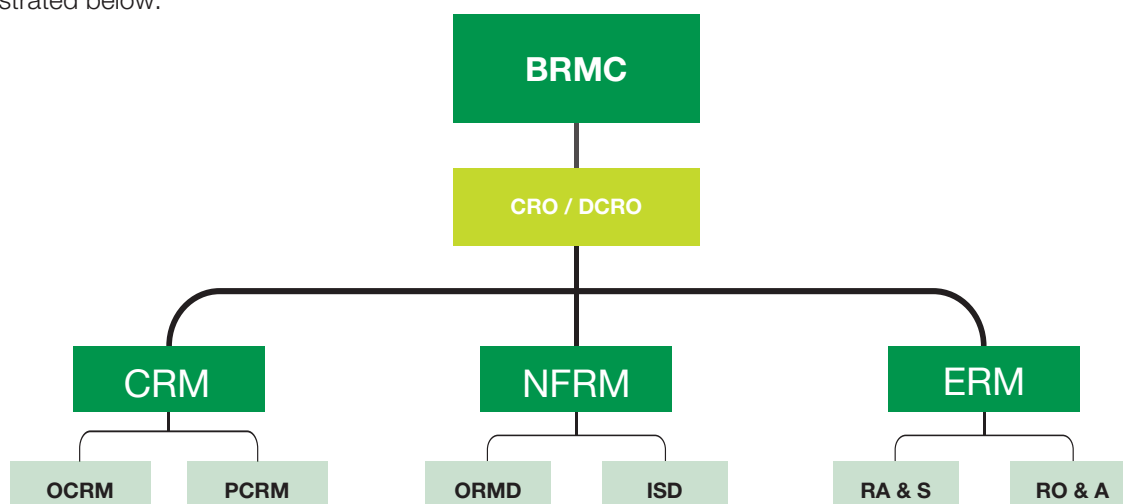 strated below:
BRMC
CRO / DCRO
CRM NFRM ERM
OCRM PCRM ORMD ISD RA & S RO & A